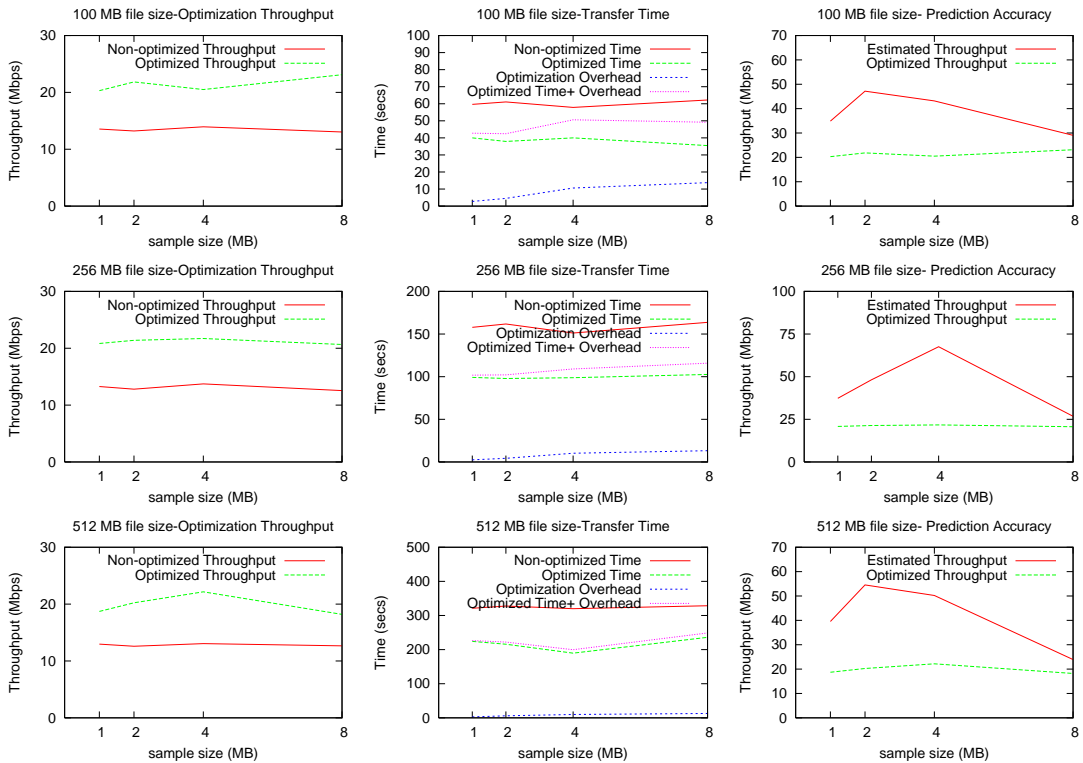 100 MB file size-Optimization Throughput
30
20
10
0
1
2
4
8
Throughput (Mbps)
sample size (MB)
Non-optimized Throughput
Optimized Throughput
100 MB file size-Transfer Time
100
90
80
70
60
50
40
30
20
10
0
1
2
4
8
Time (secs)
sample size (MB)
Non-optimized Time
Optimized Time
Optimization Overhead
Optimized Time+ Overhead
100 MB file size- Prediction Accuracy
70
60
50
40
30
20
10
0
1
2
4
8
Throughput (Mbps)
sample size (MB)
Estimated Throughput
Optimized Throughput
256 MB file size-Optimization Throughput
30
20
10
0
1
2
4
8
Throughput (Mbps)
sample size (MB)
Non-optimized Throughput
Optimized Throughput
256 MB file size-Transfer Time
200
150
100
50
0
1
2
4
8
Time (secs)
sample size (MB)
Non-optimized Time
Optimized Time
Optimization Overhead
Optimized Time+ Overhead
256 MB file size- Prediction Accuracy
100
75
50
25
0
1
2
4
8
Throughput (Mbps)
sample size (MB)
Estimated Throughput
Optimized Throughput
512 MB file size-Optimization Throughput
30
20
10
0
1
2
4
8
Throughput (Mbps)
sample size (MB)
Non-optimized Throughput
Optimized Throughput
512 MB file size-Transfer Time
500
400
300
200
100
0
1
2
4
8
Time (secs)
sample size (MB)
Non-optimized Time
Optimized Time
Optimization Overhead
Optimized Time+ Overhead
512 MB file size- Prediction Accuracy
70
60
50
40
30
20
10
0
1
2
4
8
Throughput (Mbps)
sample size (MB)
Estimated Throughput
Optimized Throughput